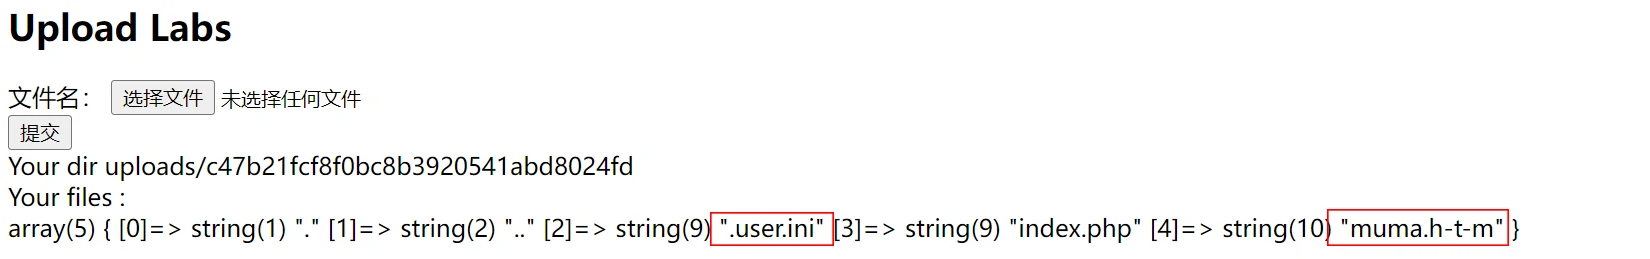 Upload Labs
文件名： 选择文件 未选择任何文件
提交
Your dir uploads/c47b21fcf8f0bc8b3920541abd8024fd
Your files :
array(5) { [0]=> string(1) "." [1]=> string(2) ".." [2]=> string(9) ".user.ini" [3]=> string(9) "index.php" [4]=> string(10) "muma.h-t-m" }